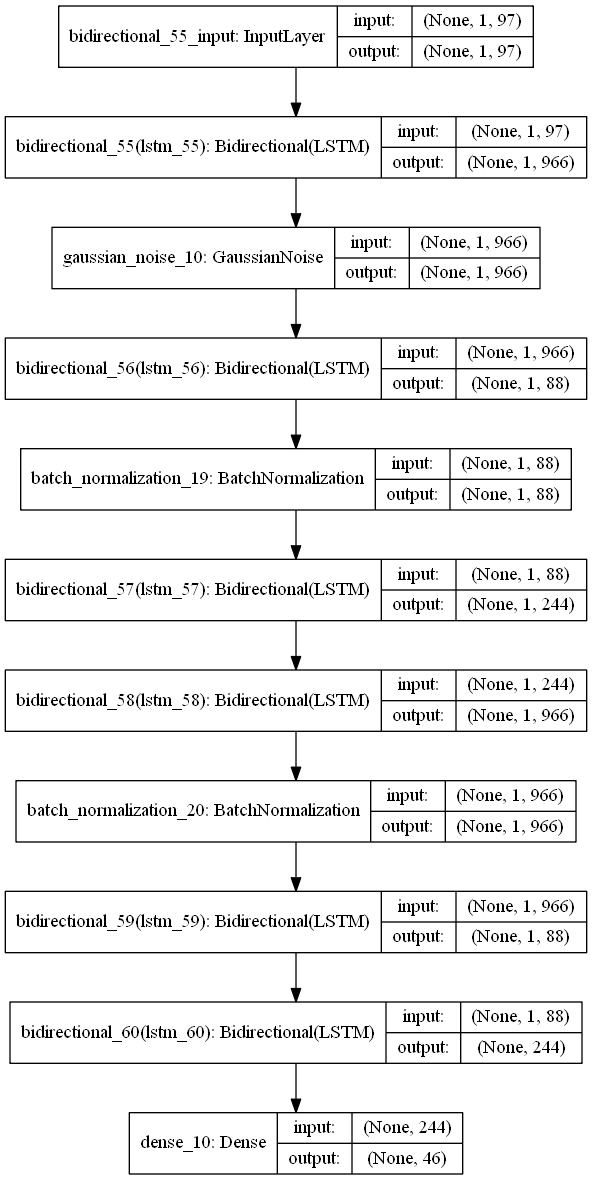 bidirectional_55_input: InputLayer
input: (None, 1, 97)
output: (None, 1, 97)
bidirectional_55(lstm_55): Bidirectional(LSTM)
input: (None, 1, 97)
output: (None, 1, 966)
gaussian_noise_10: GaussianNoise
input: (None, 1, 966)
output: (None, 1, 966)
bidirectional_56(lstm_56): Bidirectional(LSTM)
input: (None, 1, 966)
output: (None, 1, 88)
batch_normalization_19: BatchNormalization
input: (None, 1, 88)
output: (None, 1, 88)
bidirectional_57(lstm_57): Bidirectional(LSTM)
input: (None, 1, 88)
output: (None, 1, 244)
bidirectional_58(lstm_58): Bidirectional(LSTM)
input: (None, 1, 244)
output: (None, 1, 966)
batch_normalization_20: BatchNormalization
input: (None, 1, 966)
output: (None, 1, 966)
bidirectional_59(lstm_59): Bidirectional(LSTM)
input: (None, 1, 966)
output: (None, 1, 88)
bidirectional_60(lstm_60): Bidirectional(LSTM)
input: (None, 1, 88)
output: (None, 244)
dense_10: Dense
input: (None, 244)
output: (None, 46)